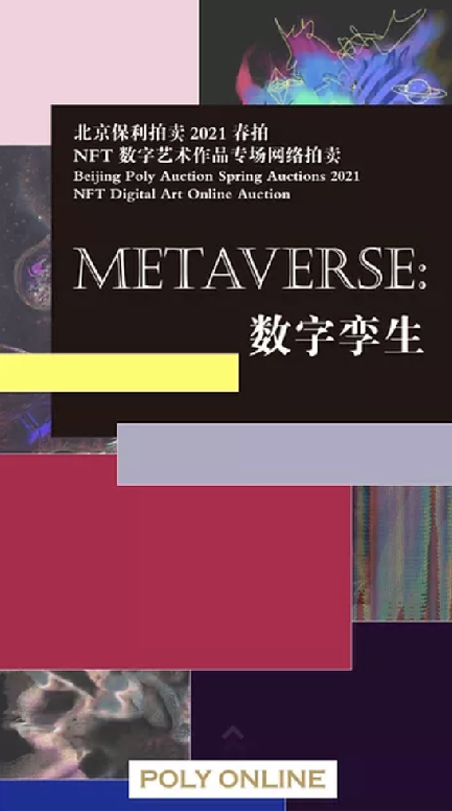 北京保利拍卖 2021 春拍
NFT 数字艺术作品专场网络拍卖
Beijing Poly Auction Spring Auctions 2021
NFT Digital Art Online Auction
METAVERSE:
数字孪生
POLY ONLINE